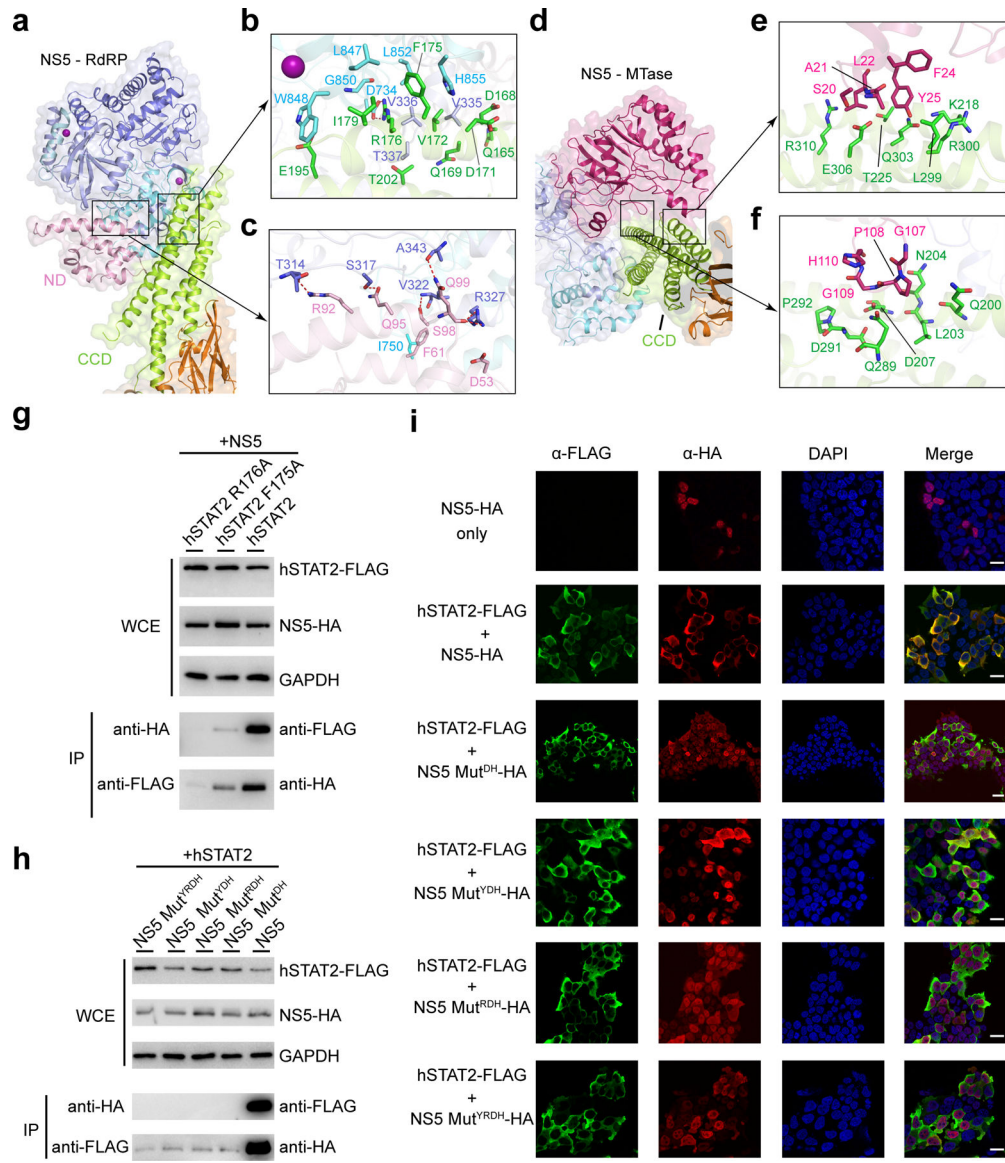 a
NS5 - RdRP
ND
CCD
b
L847
L852
F175
G850
H855
W848
D734
V336
V335
D168
I179
R176
V172
T337
Q165
E195
T202
Q169
D171
c
A343
T314
S317
Q99
V322
R327
R92
Q95
S98
I750
F61
D53
d
NS5 - MTase
CCD
e
L22
A21
F24
S20
Y25
K218
R310
Q303
R300
E306
T225
L299
f
P108
G107
H110
N204
G109
Q200
P292
L203
D291
D207
Q289
g
+NS5
hSTAT2 R176A
hSTAT2 F175A
hSTAT2
WCE
hSTAT2-FLAG
NS5-HA
GAPDH
IP
anti-HA
anti-FLAG
anti-FLAG
anti-HA
h
+hSTAT2
NS5 Mut^YRDH
NS5 Mut^YDH
NS5 Mut^RDH
NS5 Mut^DH
NS5
WCE
hSTAT2-FLAG
NS5-HA
GAPDH
IP
anti-HA
anti-FLAG
anti-FLAG
anti-HA
i
α-FLAG
α-HA
DAPI
Merge
NS5-HA
only
hSTAT2-FLAG
+
NS5-HA
hSTAT2-FLAG
+
NS5 Mut^DH-HA
hSTAT2-FLAG
+
NS5 Mut^YDH-HA
hSTAT2-FLAG
+
NS5 Mut^RDH-HA
hSTAT2-FLAG
+
NS5 Mut^YRDH-HA